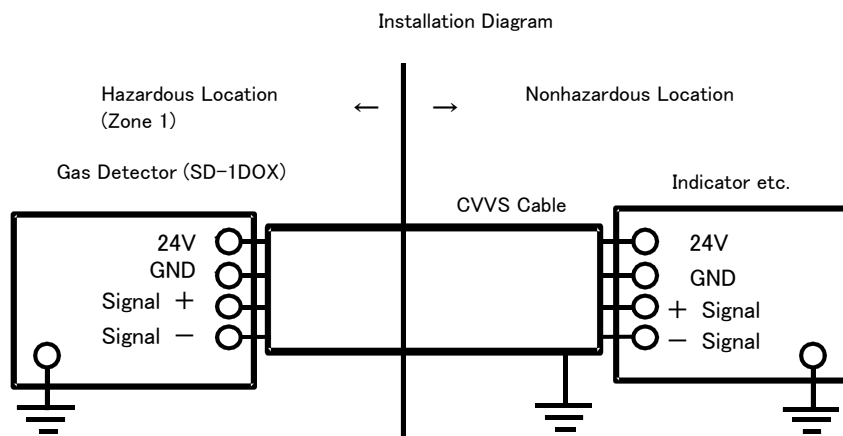 Installation Diagram
Hazardous Location
(Zone 1)
← →
Nonhazardous Location
Gas Detector (SD-1DOX)
CVVS Cable
Indicator etc.
24V
GND
Signal +
Signal −
24V
GND
+ Signal
− Signal